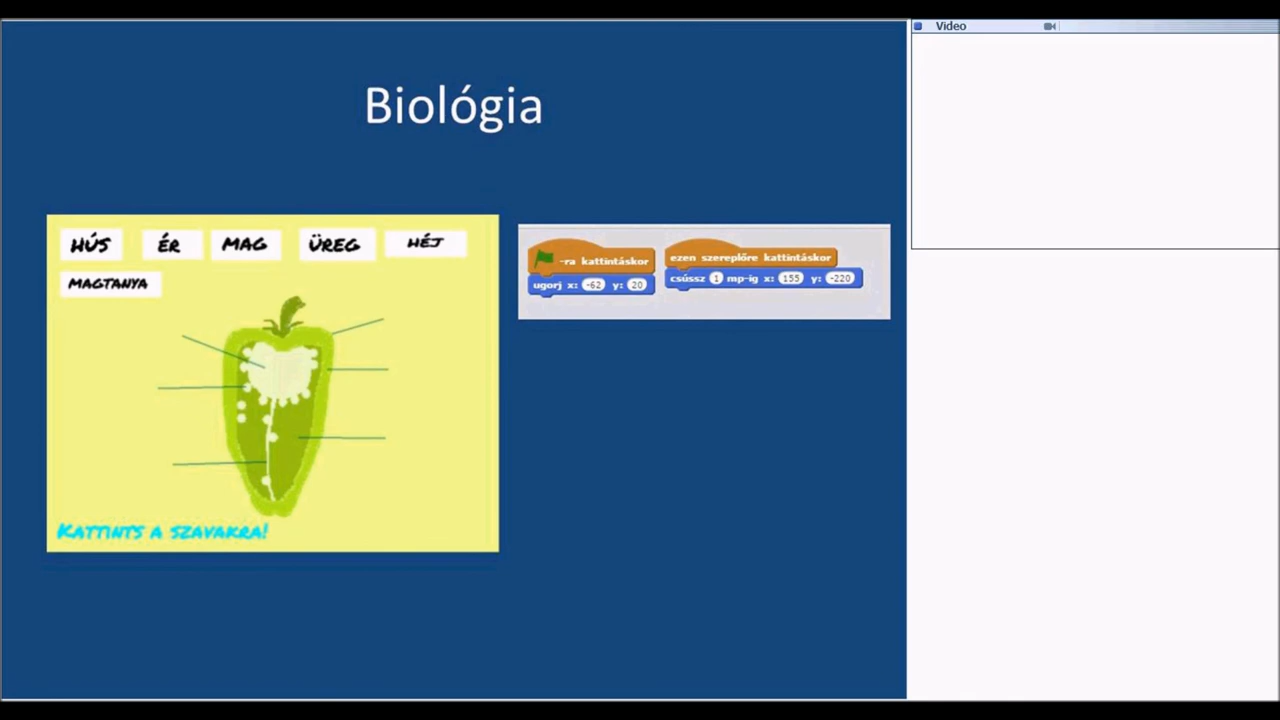 Video
Biológia
HÚS ÉR MAG ÜREG HÉJ
MAGTANYA
KATTINTS A SZAVAKRA!
-ra kattintáskor
ugorj x: -62 y: 20
ezen szereplőre kattintáskor
csússz 1 mp-ig x: 155 y: -220